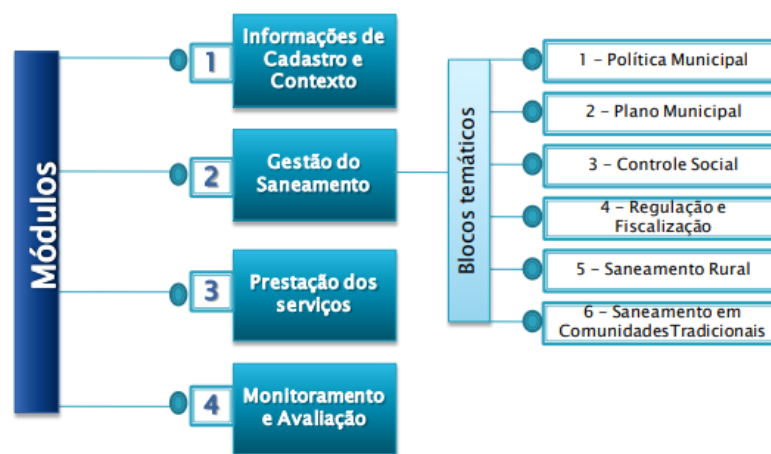 Módulos
1
Informações de
Cadastro e
Contexto
2
Gestão do
Saneamento
3
Prestação dos
serviços
4
Monitoramento
e Avaliação
Blocos temáticos
1 – Política Municipal
2 – Plano Municipal
3 – Controle Social
4 – Regulação e
Fiscalização
5 – Saneamento Rural
6 – Saneamento em
ComunidadesTradicionais